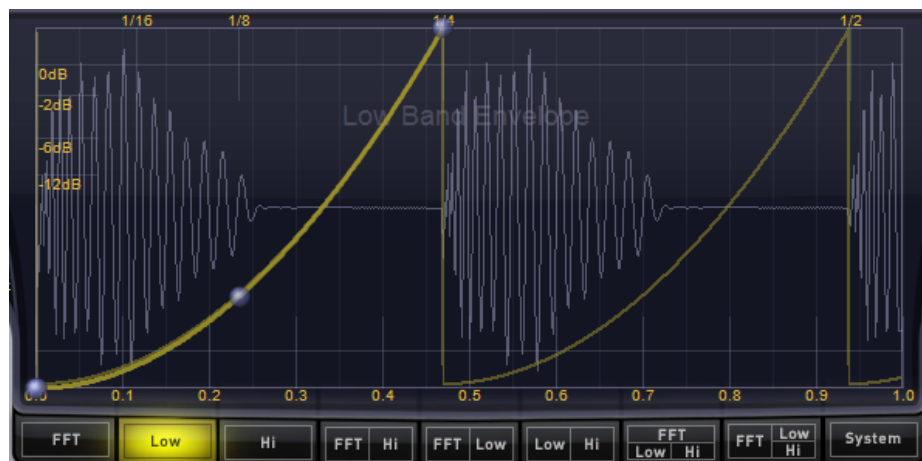 1/16 1/8 1/4 1/2
0dB
-2dB
Low Band Envelope
-6dB
-12dB
0.0 0.1 0.2 0.3 0.4 0.5 0.6 0.7 0.8 0.9 1.0
FFT Low Hi FFT Hi FFT Low Low Hi FFT Low Hi FFT Low Hi System